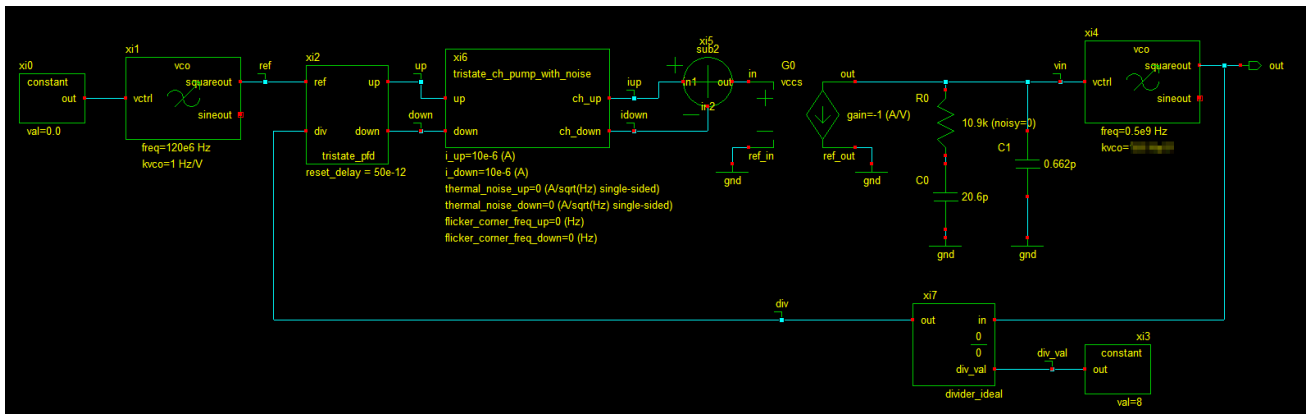 xi0
constant
out
val=0.0
xi1
vco
squareout
vctrl
sineout
freq=120e6 Hz
kvco=1 Hz/V
ref
xi2
ref
up
div
down
tristate_pfd
reset_delay = 50e-12
up
down
xi6
tristate_ch_pump_with_noise
up
ch_up
down
ch_down
i_up=10e-6 (A)
i_down=10e-6 (A)
thermal_noise_up=0 (A/sqrt(Hz) single-sided)
thermal_noise_down=0 (A/sqrt(Hz) single-sided)
flicker_corner_freq_up=0 (Hz)
flicker_corner_freq_down=0 (Hz)
iup
idown
xi5
sub2
in1
out
in2
in
G0
vccs
ref_in
gnd
out
gain=-1 (A/V)
ref_out
gnd
R0
10.9k (noisy=0)
C0
20.6p
gnd
C1
0.662p
gnd
vin
xi4
vco
squareout
vctrl
sineout
freq=0.5e9 Hz
kvco=
out
div
xi7
out
in
0
0
div_val
divider_ideal
div_val
xi3
constant
out
val=8